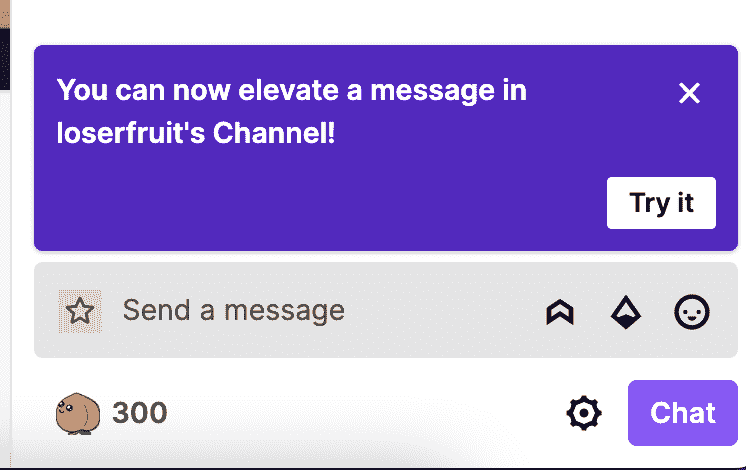 You can now elevate a message in
loserfruit's Channel!
Try it
Send a message
300
Chat